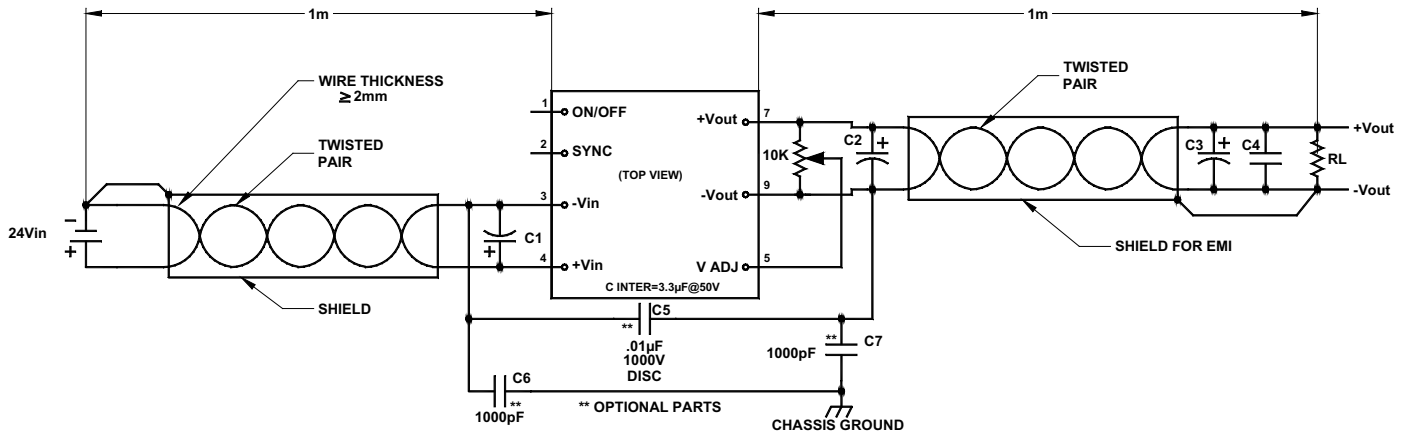 1m
1m
WIRE THICKNESS
≥ 2mm
TWISTED
PAIR
TWISTED
PAIR
1
ON/OFF
+Vout
7
C2
+
C3
+
C4
+Vout
2
SYNC
10K
RL
(TOP VIEW)
3
-Vin
-Vout
9
-Vout
24Vin
–
+
C1
+
SHIELD FOR EMI
4
+Vin
V ADJ
5
C INTER=3.3µF@50V
SHIELD
C5
**
.01µF
1000V
DISC
**
C7
1000pF
C6
**
1000pF
** OPTIONAL PARTS
CHASSIS GROUND